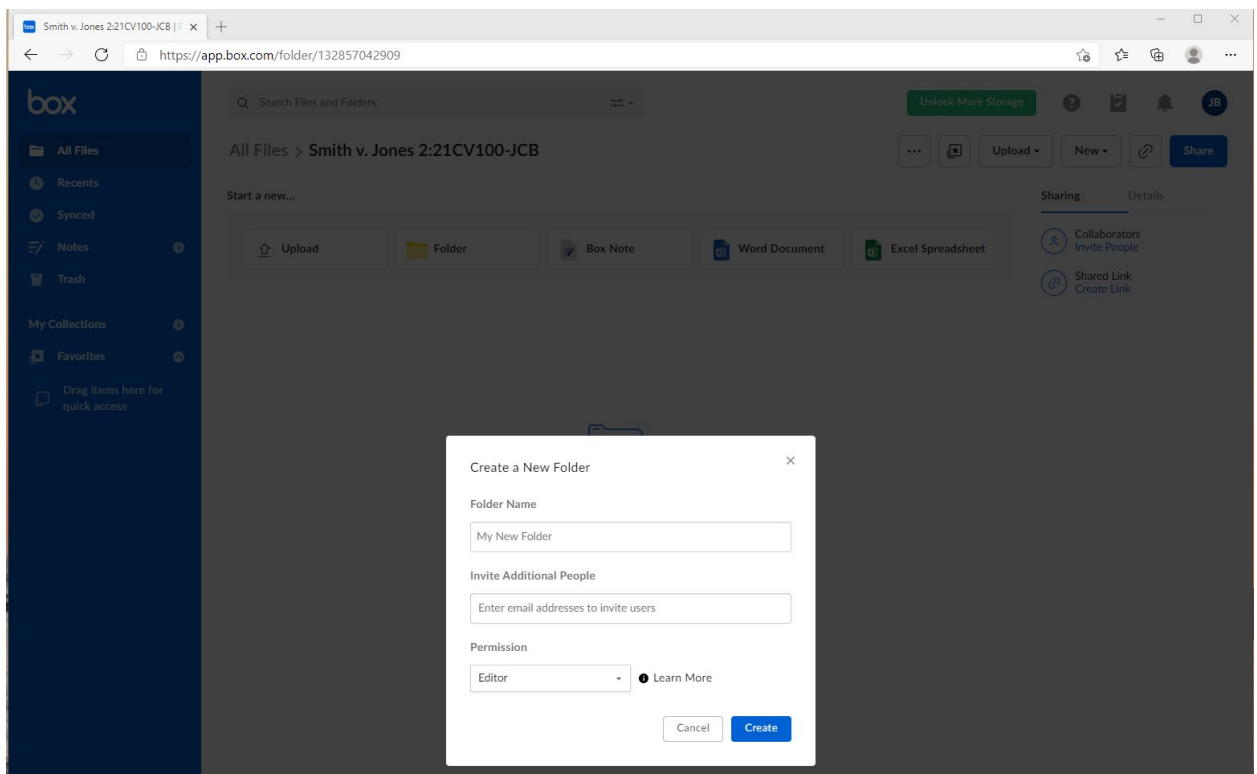 box Smith v. Jones 2:21CV100-JCB | F
https://app.box.com/folder/132857042909
box
Search Files and Folders
Unlock More Storage
JB
All Files
Recents
Synced
Notes
Trash
My Collections
Favorites
Drag items here for
quick access
All Files > Smith v. Jones 2:21CV100-JCB
Upload New Share
Start a new...
Upload Folder Box Note Word Document Excel Spreadsheet
Sharing Details
Collaborators
Invite People
Shared Link
Create Link
Create a New Folder
Folder Name
My New Folder
Invite Additional People
Enter email addresses to invite users
Permission
Editor
Learn More
Cancel Create